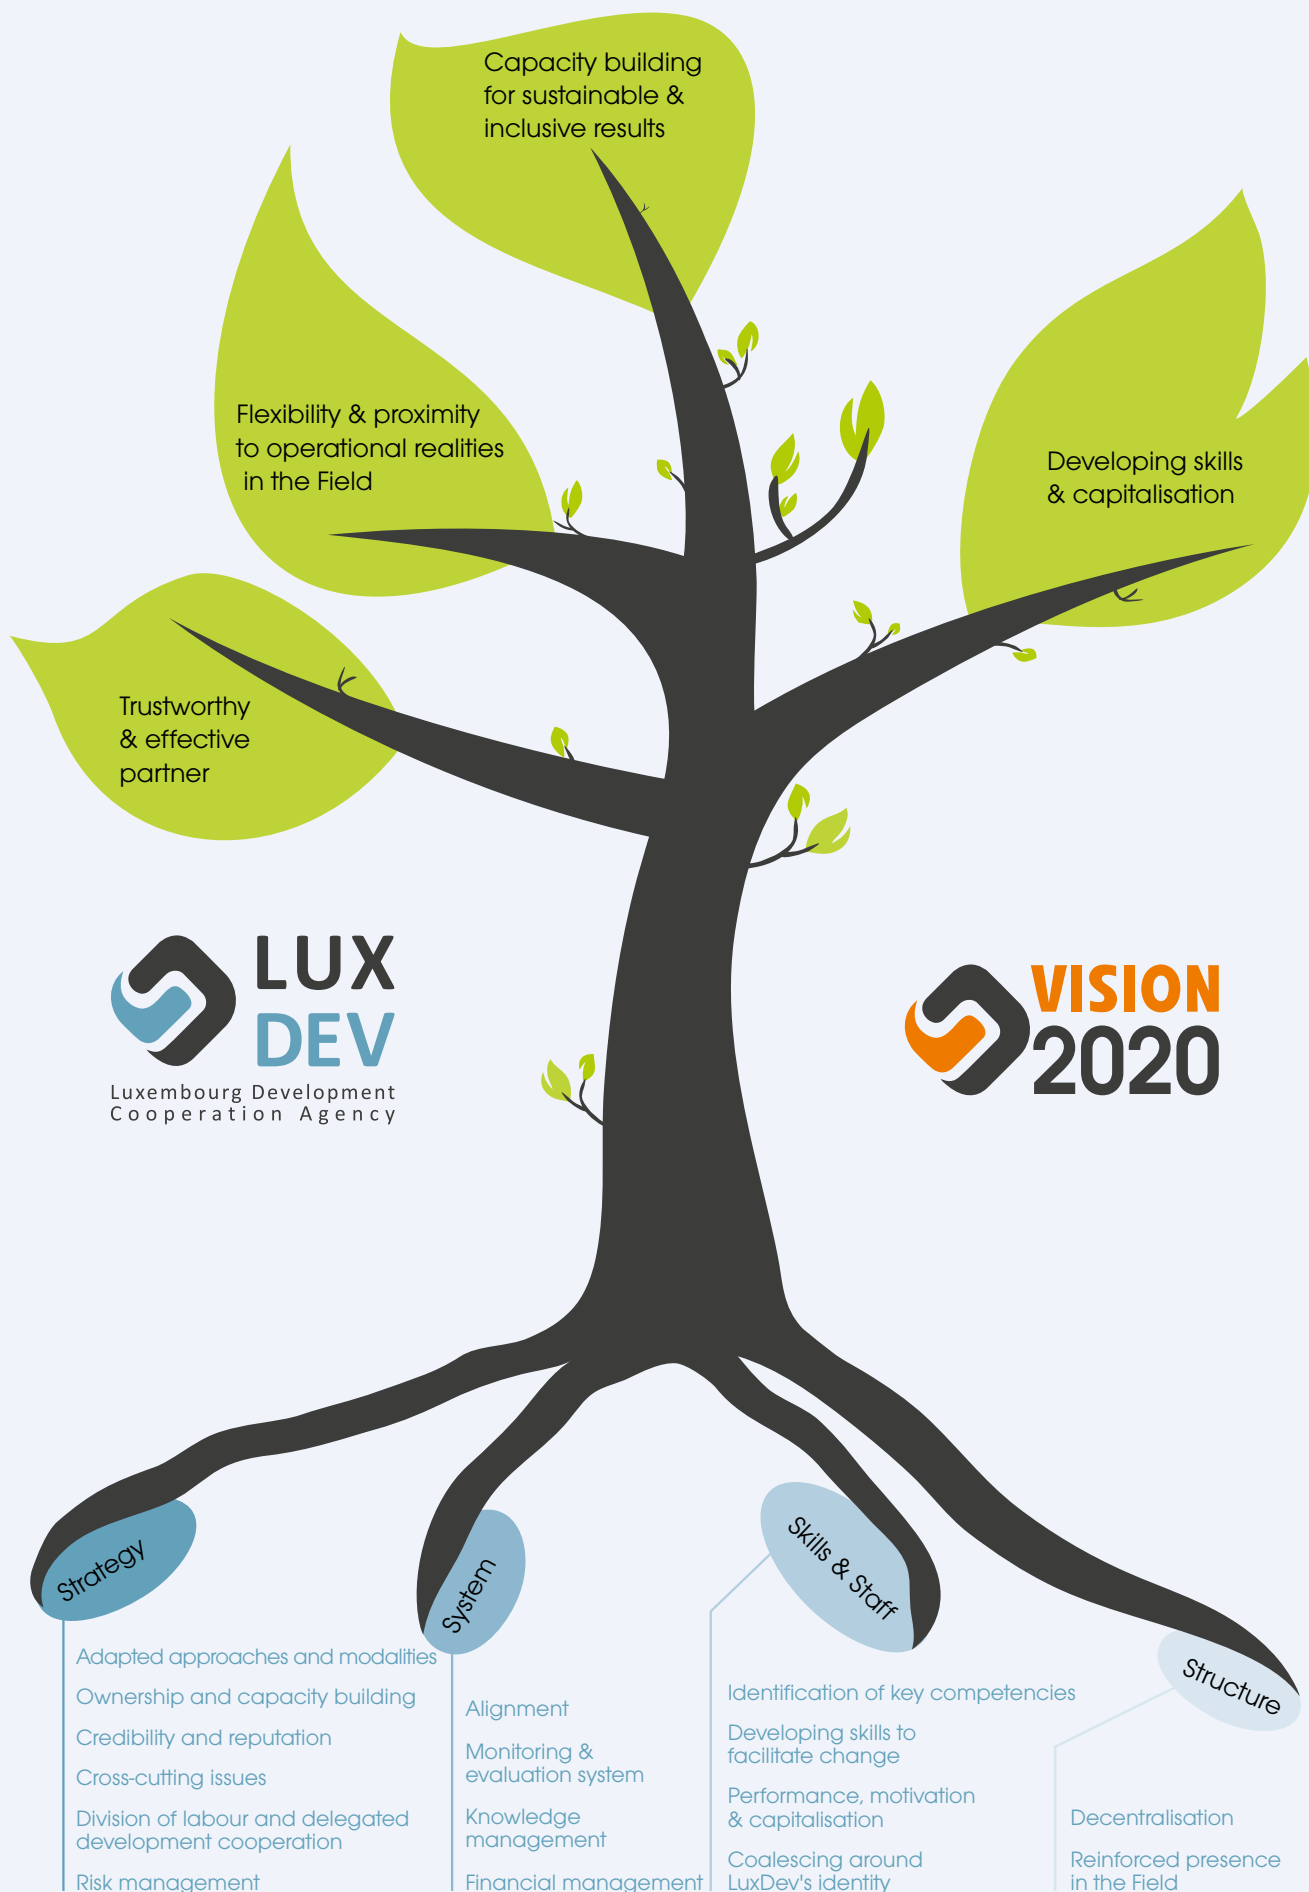 Capacity building
for sustainable &
inclusive results
Flexibility & proximity
to operational realities
in the Field
Developing skills
& capitalisation
Trustworthy
& effective
partner
LUX
DEV
Luxembourg Development
Cooperation Agency
VISION
2020
Strategy
Adapted approaches and modalities
Ownership and capacity building
Credibility and reputation
Cross-cutting issues
Division of labour and delegated
development cooperation
Risk management
System
Alignment
Monitoring &
evaluation system
Knowledge
management
Financial management
Skills & Staff
Identification of key competencies
Developing skills to
facilitate change
Performance, motivation
& capitalisation
Coalescing around
LuxDev's identity
Structure
Decentralisation
Reinforced presence
in the Field